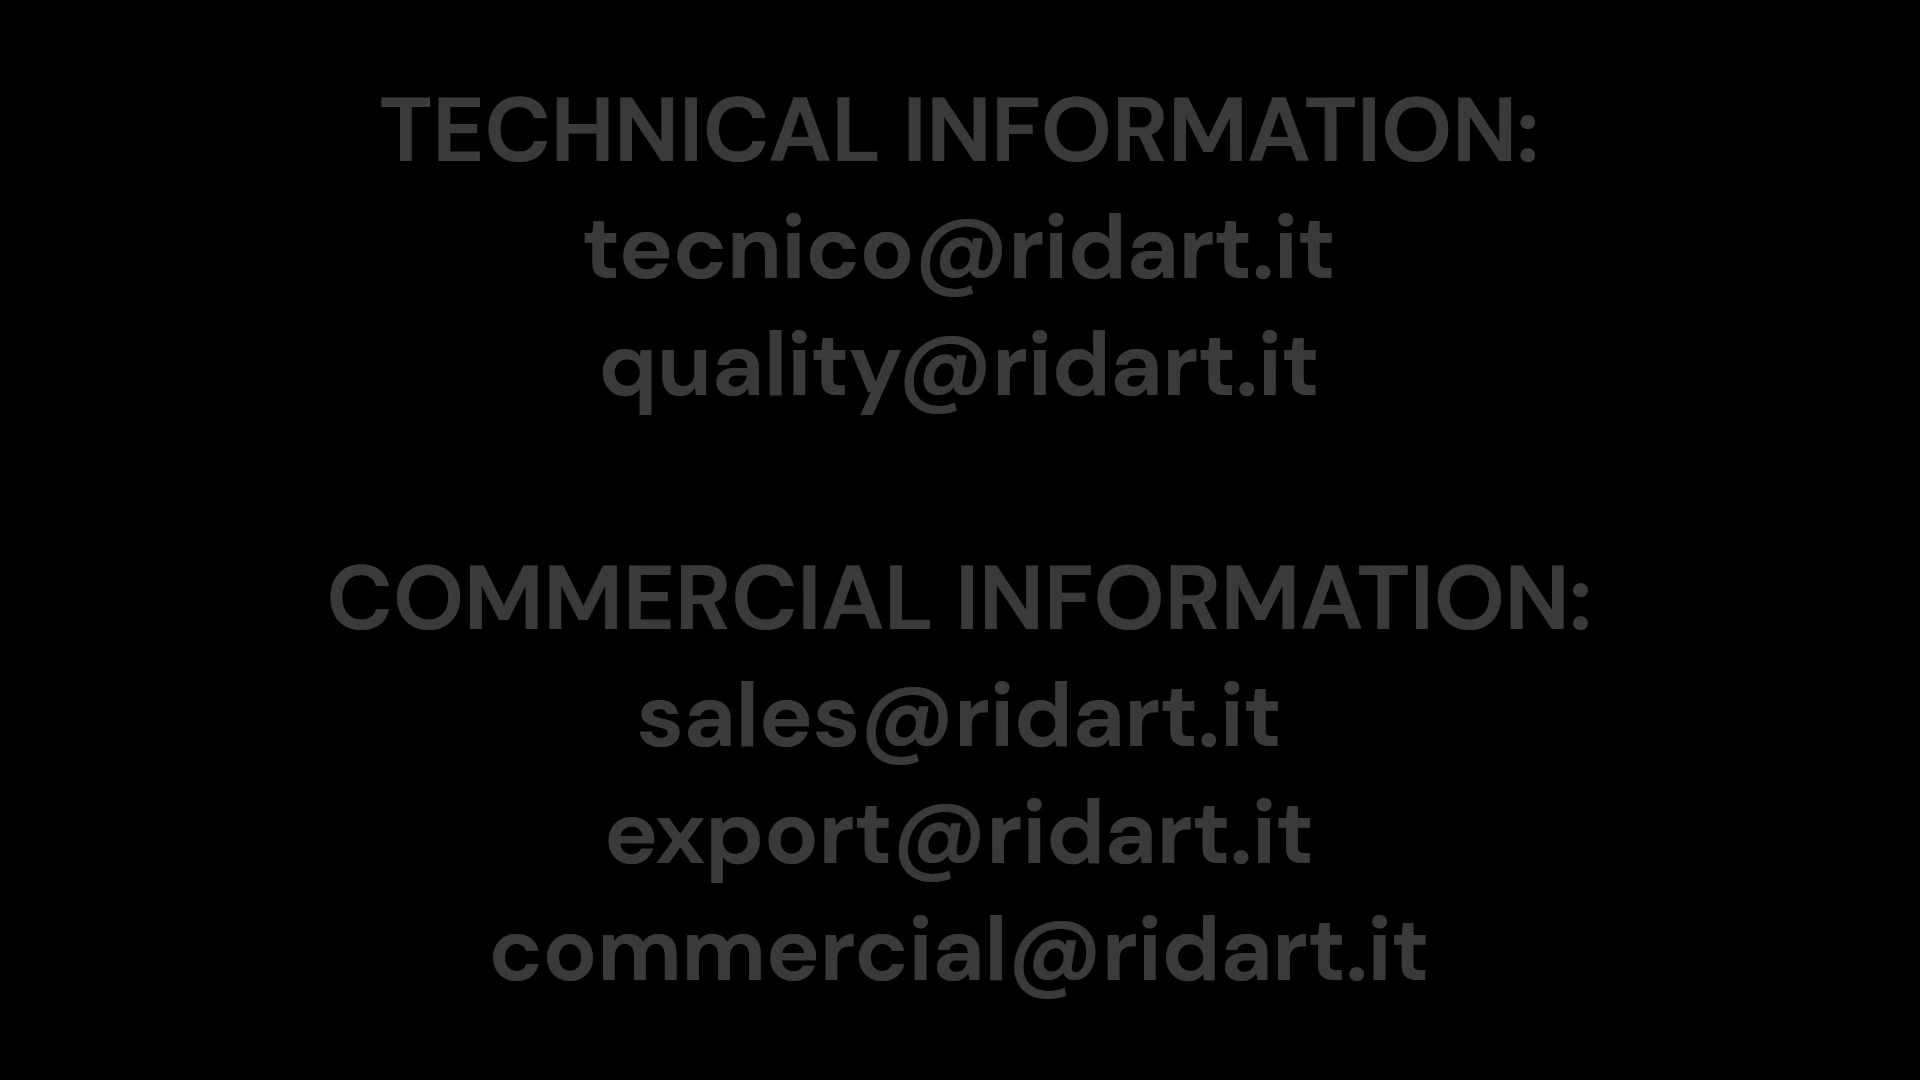 TECHNICAL INFORMATION:
tecnico@ridart.it
quality@ridart.it
COMMERCIAL INFORMATION:
sales@ridart.it
export@ridart.it
commercial@ridart.it